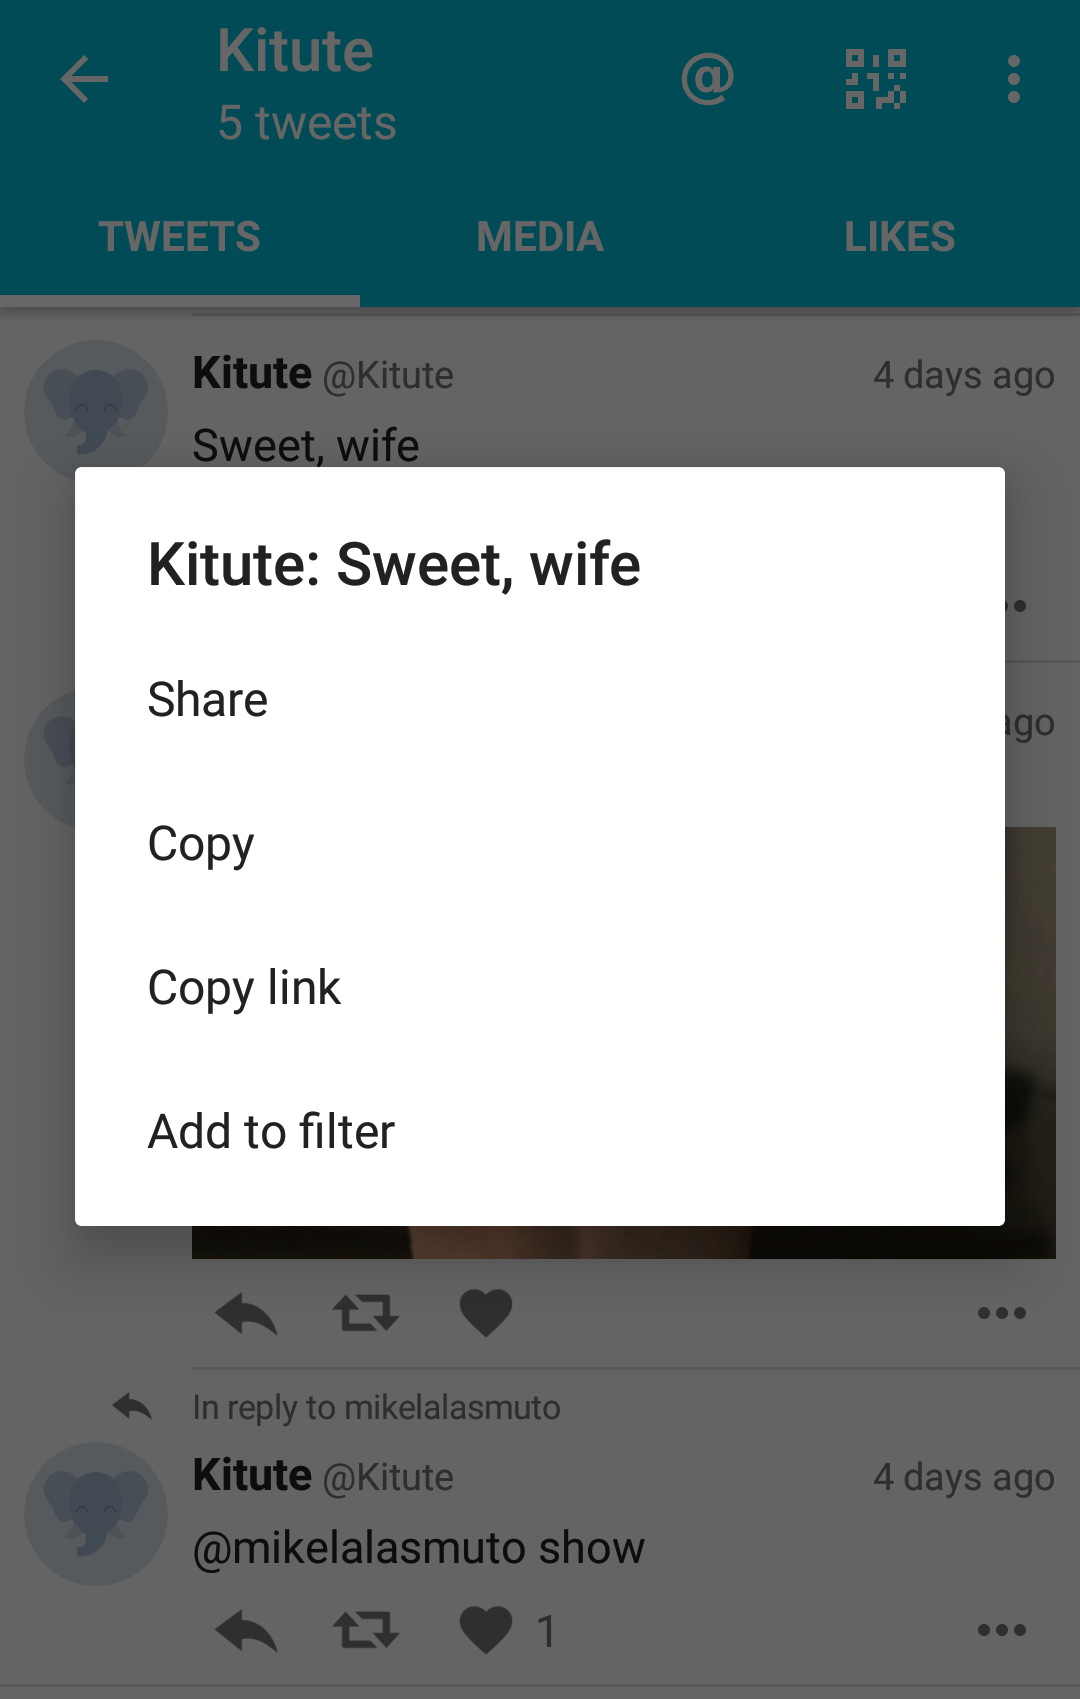 Kitute
5 tweets
TWEETS MEDIA LIKES
Kitute @Kitute 4 days ago
Sweet, wife
Kitute: Sweet, wife
Share
ago
Copy
Copy link
Add to filter
In reply to mikelalasmuto
Kitute @Kitute 4 days ago
@mikelalasmuto show
1